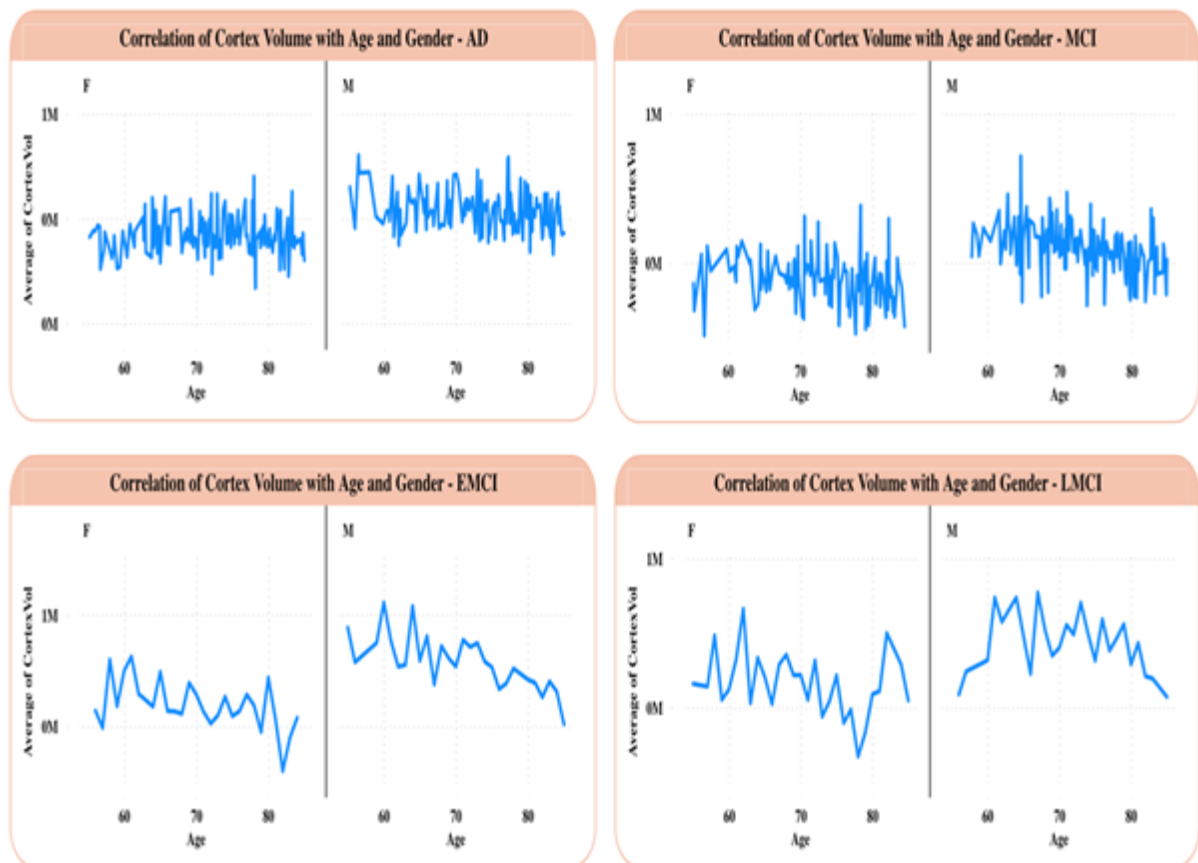 Correlation of Cortex Volume with Age and Gender - AD
F
M
Average of CortexVol
1M
0M
0M
60
70
80
60
70
80
Age
Age
Correlation of Cortex Volume with Age and Gender - MCI
F
M
Average of CortexVol
1M
0M
60
70
80
60
70
80
Age
Age
Correlation of Cortex Volume with Age and Gender - EMCI
F
M
Average of CortexVol
1M
0M
60
70
80
60
70
80
Age
Age
Correlation of Cortex Volume with Age and Gender - LMCI
F
M
Average of CortexVol
1M
0M
60
70
80
60
70
80
Age
Age